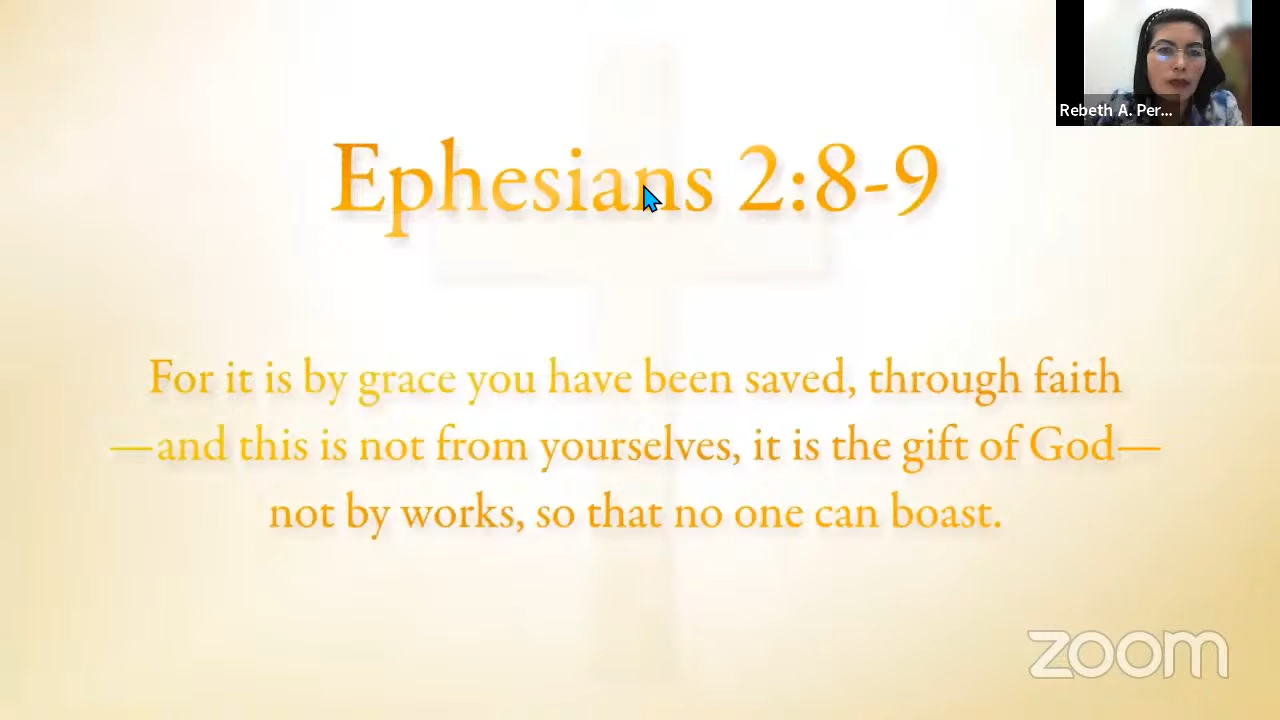 Rebeth A. Per...
Ephesians 2:8-9
For it is by grace you have been saved, through faith
—and this is not from yourselves, it is the gift of God—
not by works, so that no one can boast.
zoom